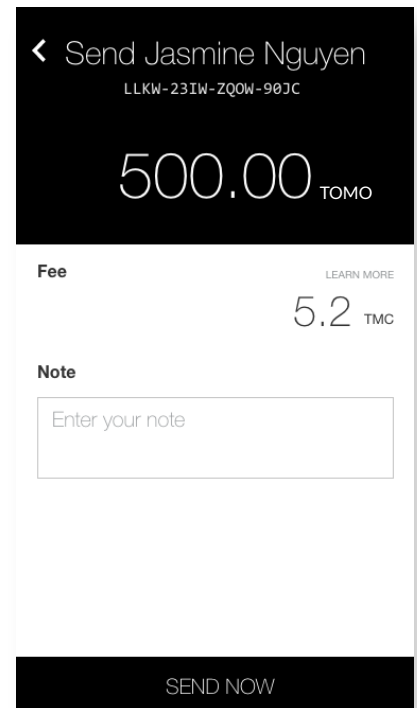 Send Jasmine Nguyen
LLKW-23IW-ZQOW-90JC
500.00 TOMO
Fee
LEARN MORE
5.2 TMC
Note
Enter your note
SEND NOW